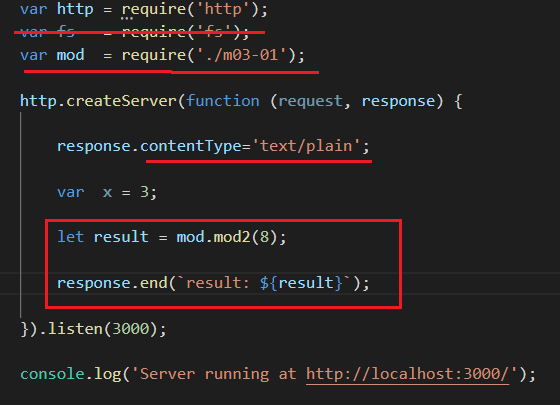 var http = require('http');
var fs   = require('fs');
var mod  = require('./m03-01');
http.createServer(function (request, response) {
response.contentType='text/plain';
var  x = 3;
let result = mod.mod2(8);
response.end(`result: ${result}`);
}).listen(3000);
console.log('Server running at http://localhost:3000/');